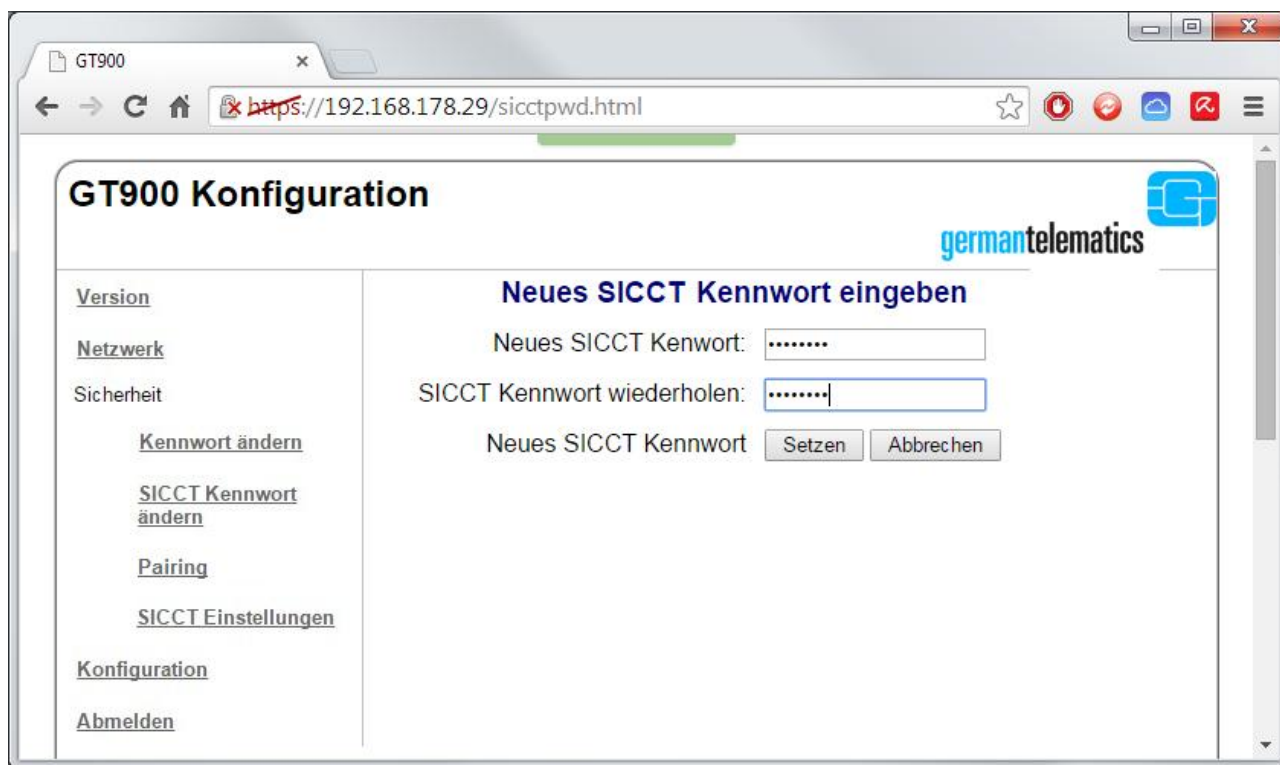 GT900
https://192.168.178.29/sicctpwd.html
GT900 Konfiguration
germantelematics
Version
Netzwerk
Sicherheit
Kennwort ändern
SICCT Kennwort
ändern
Pairing
SICCT Einstellungen
Konfiguration
Abmelden
Neues SICCT Kennwort eingeben
Neues SICCT Kenwort: ••••••••
SICCT Kennwort wiederholen: ••••••••
Neues SICCT Kennwort Setzen Abbrechen